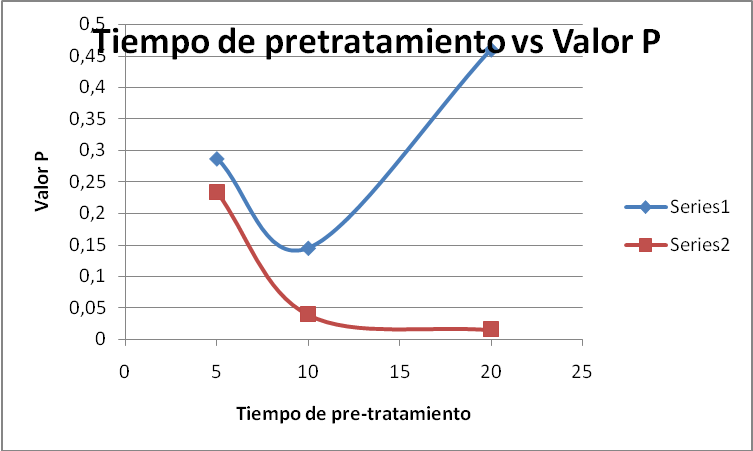 Tiempo de pretratamiento vs Valor P
0,5
0,45
0,4
0,35
0,3
0,25
0,2
0,15
0,1
0,05
0
Valor P
0 5 10 15 20 25
Tiempo de pre-tratamiento
Series1
Series2